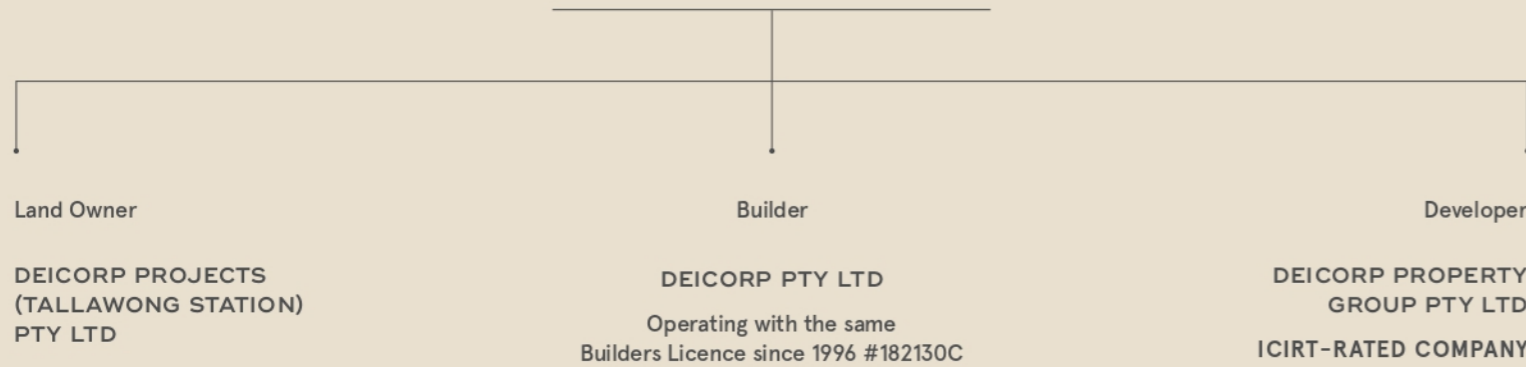 Land Owner
DEICORP PROJECTS
(TALLAWONG STATION)
PTY LTD
Builder
DEICORP PTY LTD
Operating with the same
Builders Licence since 1996 #182130C
Developer
DEICORP PROPERTY
GROUP PTY LTD
ICIRT-RATED COMPANY